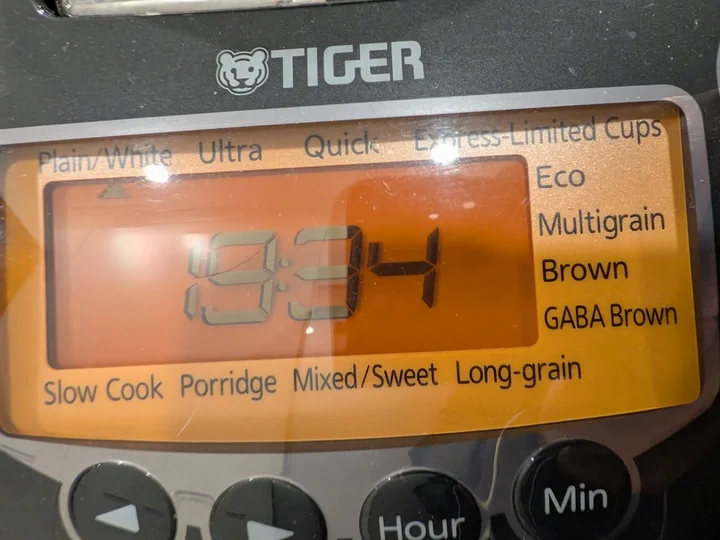 TIGER
Plain/White Ultra Quick Express-Limited Cups
Eco
Multigrain
Brown
GABA Brown
19:34
Slow Cook Porridge Mixed/Sweet Long-grain
Hour Min